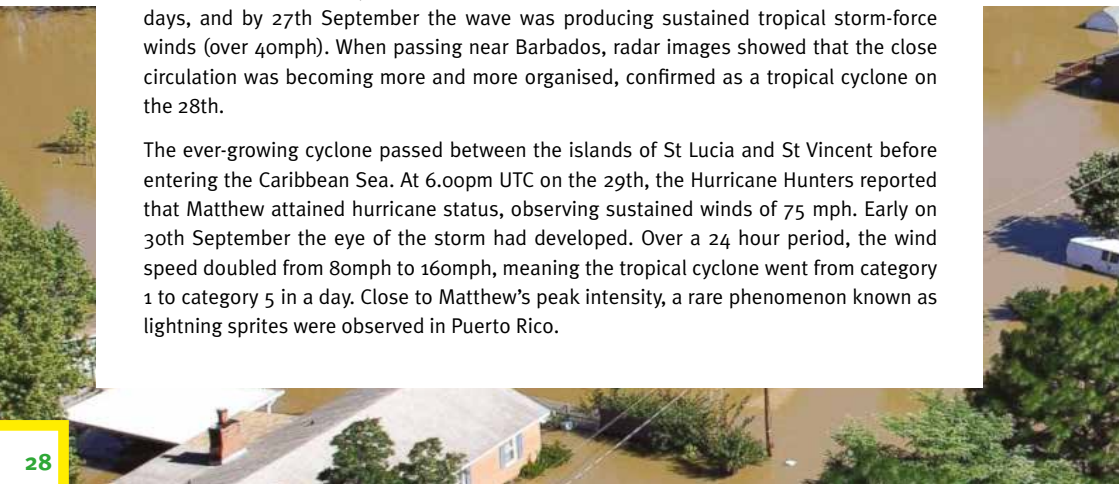 days, and by 27th September the wave was producing sustained tropical storm-force
winds (over 40mph). When passing near Barbados, radar images showed that the close
circulation was becoming more and more organised, confirmed as a tropical cyclone on
the 28th.
The ever-growing cyclone passed between the islands of St Lucia and St Vincent before
entering the Caribbean Sea. At 6.00pm UTC on the 29th, the Hurricane Hunters reported
that Matthew attained hurricane status, observing sustained winds of 75 mph. Early on
30th September the eye of the storm had developed. Over a 24 hour period, the wind
speed doubled from 80mph to 160mph, meaning the tropical cyclone went from category
1 to category 5 in a day. Close to Matthew’s peak intensity, a rare phenomenon known as
lightning sprites were observed in Puerto Rico.
28